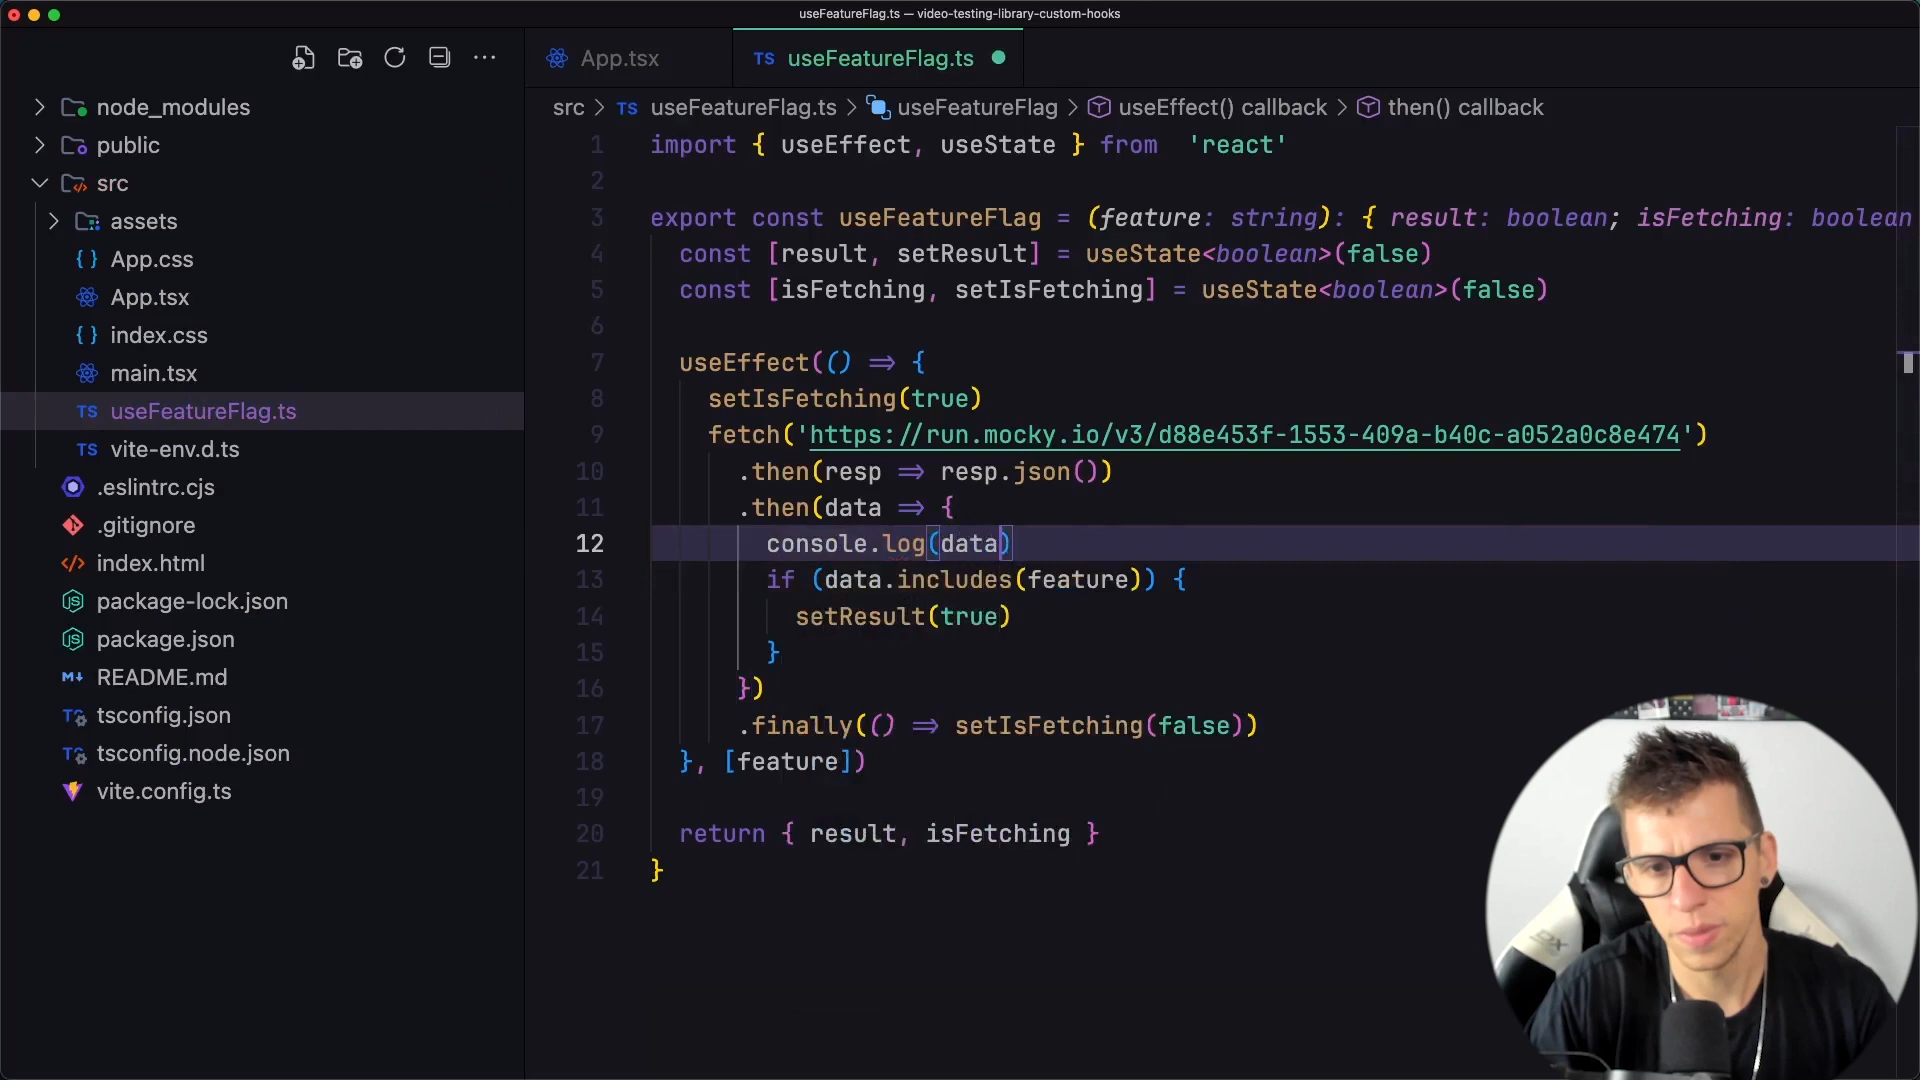 useFeatureFlag.ts — video-testing-library-custom-hooks
node_modules
public
src
assets
App.css
App.tsx
index.css
main.tsx
TS useFeatureFlag.ts
TS vite-env.d.ts
.eslintrc.cjs
.gitignore
index.html
package-lock.json
package.json
README.md
tsconfig.json
tsconfig.node.json
vite.config.ts
App.tsx
TS useFeatureFlag.ts
src > TS useFeatureFlag.ts > useFeatureFlag > useEffect() callback > then() callback
1 import { useEffect, useState } from  'react'
2
3 export const useFeatureFlag = (feature: string): { result: boolean; isFetching: boolean
4 const [result, setResult] = useState<boolean>(false)
5 const [isFetching, setIsFetching] = useState<boolean>(false)
6
7 useEffect(() => {
8 setIsFetching(true)
9 fetch('https://run.mocky.io/v3/d88e453f-1553-409a-b40c-a052a0c8e474')
10 .then(resp => resp.json())
11 .then(data => {
12 console.log(data)
13 if (data.includes(feature)) {
14 setResult(true)
15 }
16 })
17 .finally(() => setIsFetching(false))
18 }, [feature])
19
20 return { result, isFetching }
21 }